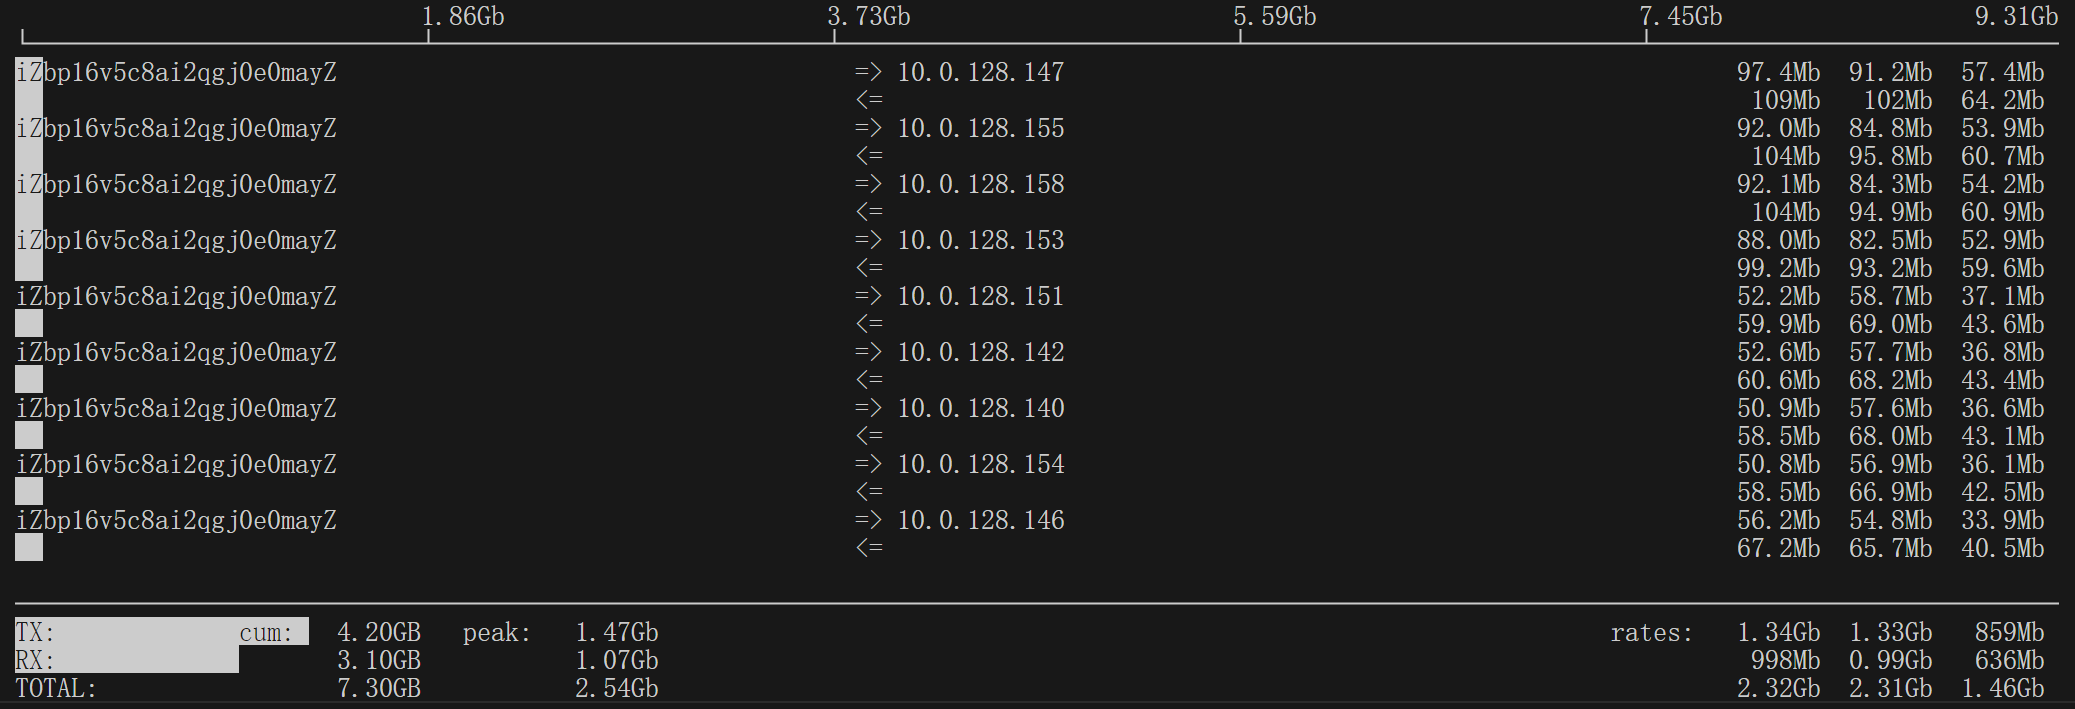 1.86Gb 3.73Gb 5.59Gb 7.45Gb 9.31Gb
iZbp16v5c8ai2qgj0e0mayZ => 10.0.128.147 97.4Mb 91.2Mb 57.4Mb
<= 109Mb 102Mb 64.2Mb
iZbp16v5c8ai2qgj0e0mayZ => 10.0.128.155 92.0Mb 84.8Mb 53.9Mb
<= 104Mb 95.8Mb 60.7Mb
iZbp16v5c8ai2qgj0e0mayZ => 10.0.128.158 92.1Mb 84.3Mb 54.2Mb
<= 104Mb 94.9Mb 60.9Mb
iZbp16v5c8ai2qgj0e0mayZ => 10.0.128.153 88.0Mb 82.5Mb 52.9Mb
<= 99.2Mb 93.2Mb 59.6Mb
iZbp16v5c8ai2qgj0e0mayZ => 10.0.128.151 52.2Mb 58.7Mb 37.1Mb
<= 59.9Mb 69.0Mb 43.6Mb
iZbp16v5c8ai2qgj0e0mayZ => 10.0.128.142 52.6Mb 57.7Mb 36.8Mb
<= 60.6Mb 68.2Mb 43.4Mb
iZbp16v5c8ai2qgj0e0mayZ => 10.0.128.140 50.9Mb 57.6Mb 36.6Mb
<= 58.5Mb 68.0Mb 43.1Mb
iZbp16v5c8ai2qgj0e0mayZ => 10.0.128.154 50.8Mb 56.9Mb 36.1Mb
<= 58.5Mb 66.9Mb 42.5Mb
iZbp16v5c8ai2qgj0e0mayZ => 10.0.128.146 56.2Mb 54.8Mb 33.9Mb
<= 67.2Mb 65.7Mb 40.5Mb
TX: cum: 4.20GB peak: 1.47Gb rates: 1.34Gb 1.33Gb 859Mb
RX: 3.10GB 1.07Gb 998Mb 0.99Gb 636Mb
TOTAL: 7.30GB 2.54Gb 2.32Gb 2.31Gb 1.46Gb